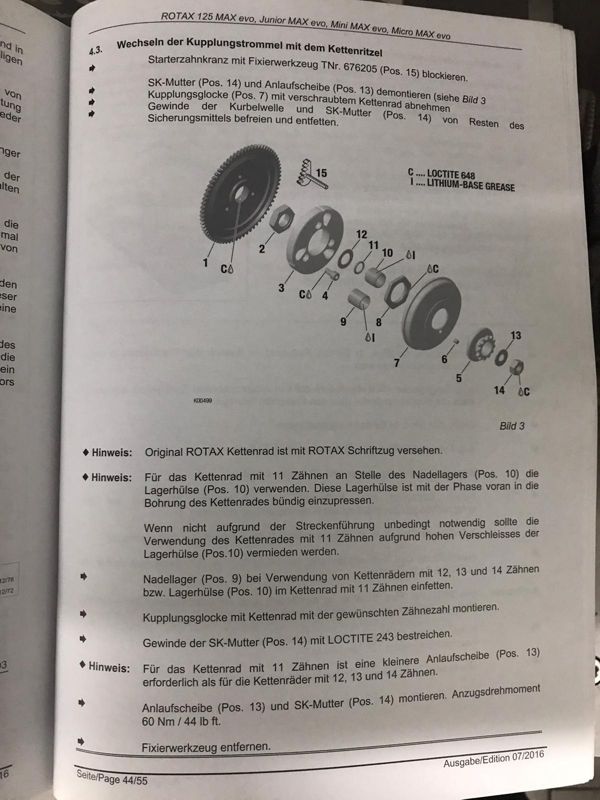 ROTAX 125 MAX evo, Junior MAX evo, Mini MAX evo, Micro MAX evo
4.3. Wechseln der Kupplungstrommel mit dem Kettenritzel
Starterzahnkranz mit Fixierwerkzeug TNr. 676205 (Pos. 15) blockieren.
SK-Mutter (Pos. 14) und Anlaufscheibe (Pos. 13) demontieren (siehe Bild 3
Kupplungsglocke (Pos. 7) mit verschraubtem Kettenrad abnehmen
Gewinde der Kurbelwelle und SK-Mutter (Pos. 14) von Resten des
Sicherungsmittels befreien und entfetten.
C .... LOCTITE 648
I .... LITHIUM-BASE GREASE
15
12
11
10
I
C
2
1
C
3
C
4
9
I
8
7
6
5
13
14
C
Bild 3
Hinweis: Original ROTAX Kettenrad ist mit ROTAX Schriftzug versehen.
Hinweis: Für das Kettenrad mit 11 Zähnen an Stelle des Nadellagers (Pos. 10) die
Lagerhülse (Pos. 10) verwenden. Diese Lagerhülse ist mit der Phase voran in die
Bohrung des Kettenrades bündig einzupressen.
Wenn nicht aufgrund der Streckenführung unbedingt notwendig sollte die
Verwendung des Kettenrades mit 11 Zähnen aufgrund hohen Verschleisses der
Lagerhülse (Pos.10) vermieden werden.
Nadellager (Pos. 9) bei Verwendung von Kettenrädern mit 12, 13 und 14 Zähnen
bzw. Lagerhülse (Pos. 10) im Kettenrad mit 11 Zähnen einfetten.
Kupplungsglocke mit Kettenrad mit der gewünschten Zähnezahl montieren.
Gewinde der SK-Mutter (Pos. 14) mit LOCTITE 243 bestreichen.
Hinweis: Für das Kettenrad mit 11 Zähnen ist eine kleinere Anlaufscheibe (Pos. 13)
erforderlich als für die Kettenräder mit 12, 13 und 14 Zähnen.
Anlaufscheibe (Pos. 13) und SK-Mutter (Pos. 14) montieren. Anzugsdrehmoment
60 Nm / 44 lb ft.
Fixierwerkzeug entfernen.
Seite/Page 44/55
Ausgabe/Edition 07/2016